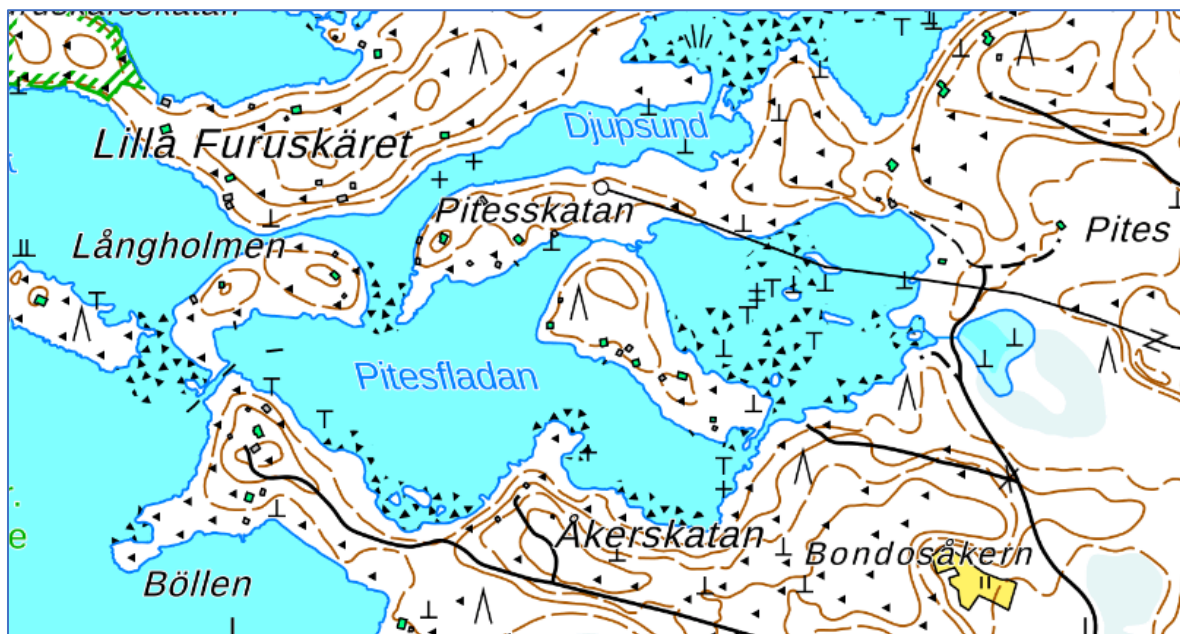 Djupsund
Lilla Furuskäret
Pitesskatan
Pites
Långholmen
Pitesfladan
Åkerskatan
Bondosåkern
Böllen